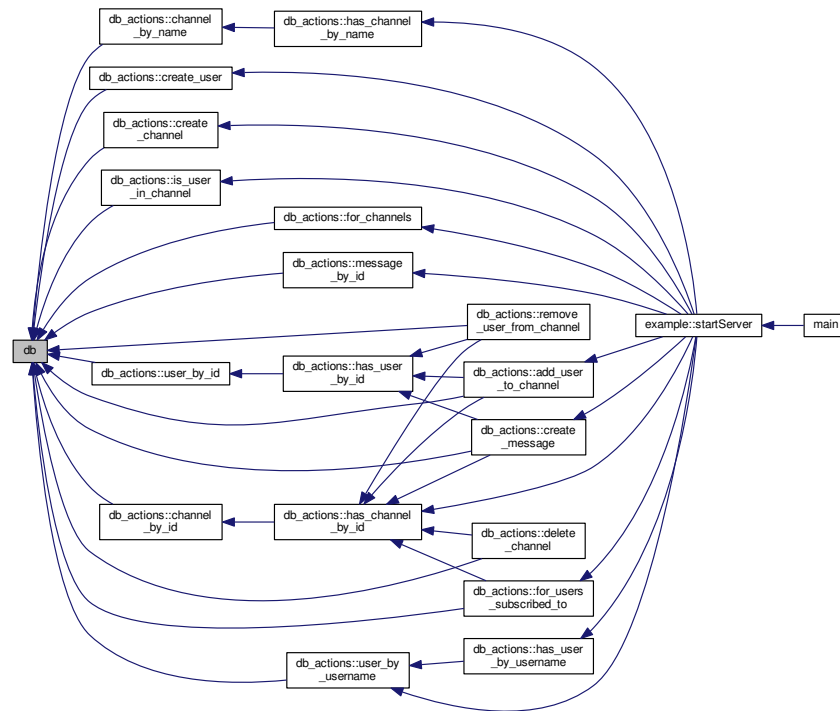 db_actions::channel
_by_name
db_actions::has_channel
_by_name
db_actions::create_user
db_actions::create
_channel
db_actions::is_user
_in_channel
db_actions::for_channels
db_actions::message
_by_id
db_actions::remove
_user_from_channel
example::startServer
main
db
db_actions::user_by_id
db_actions::has_user
_by_id
db_actions::add_user
_to_channel
db_actions::create
_message
db_actions::channel
_by_id
db_actions::has_channel
_by_id
db_actions::delete
_channel
db_actions::for_users
_subscribed_to
db_actions::user_by
_username
db_actions::has_user
_by_username